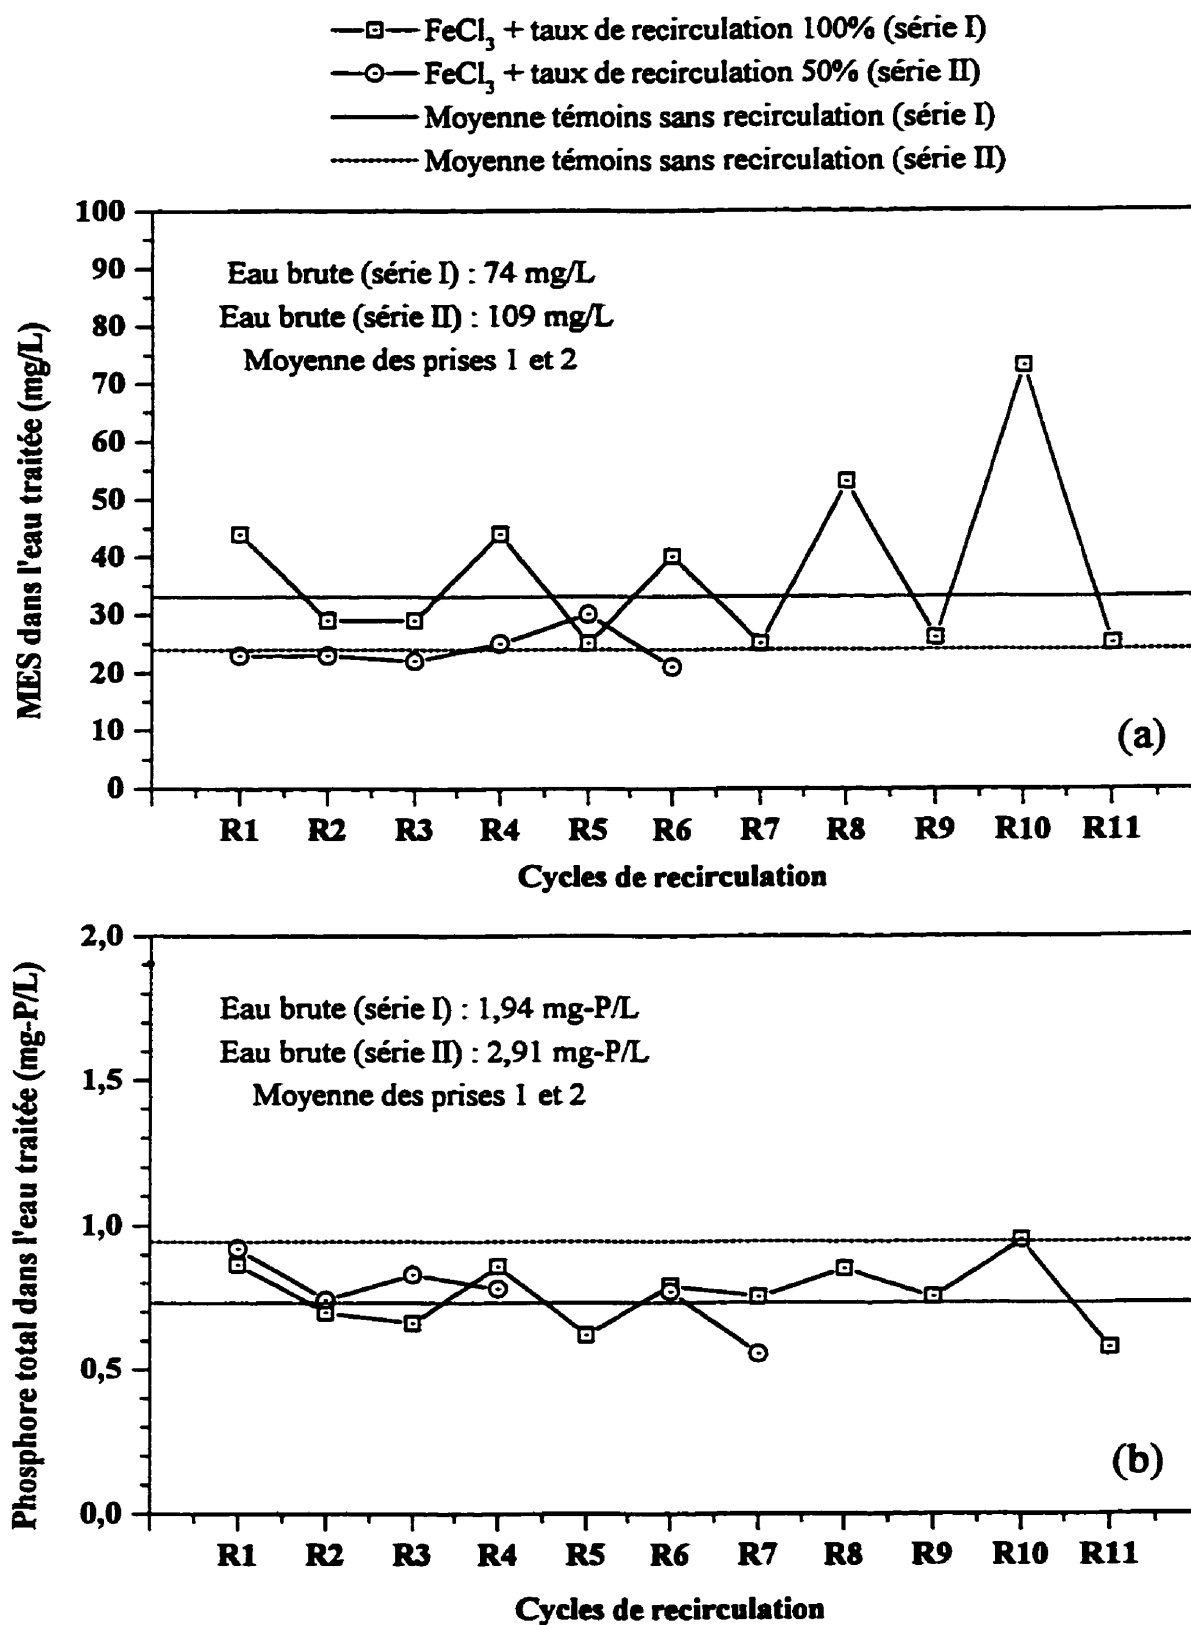 FeCl₃ + taux de recirculation 100% (série I)
FeCl₃ + taux de recirculation 50% (série II)
Moyenne témoins sans recirculation (série I)
Moyenne témoins sans recirculation (série II)
MES dans l'eau traitée (mg/L)
100
90
80
70
60
50
40
30
20
10
0
Eau brute (série I) : 74 mg/L
Eau brute (série II) : 109 mg/L
Moyenne des prises 1 et 2
(a)
R1 R2 R3 R4 R5 R6 R7 R8 R9 R10 R11
Cycles de recirculation
Phosphore total dans l'eau traitée (mg-P/L)
2,0
1,5
1,0
0,5
0,0
Eau brute (série I) : 1,94 mg-P/L
Eau brute (série II) : 2,91 mg-P/L
Moyenne des prises 1 et 2
(b)
R1 R2 R3 R4 R5 R6 R7 R8 R9 R10 R11
Cycles de recirculation